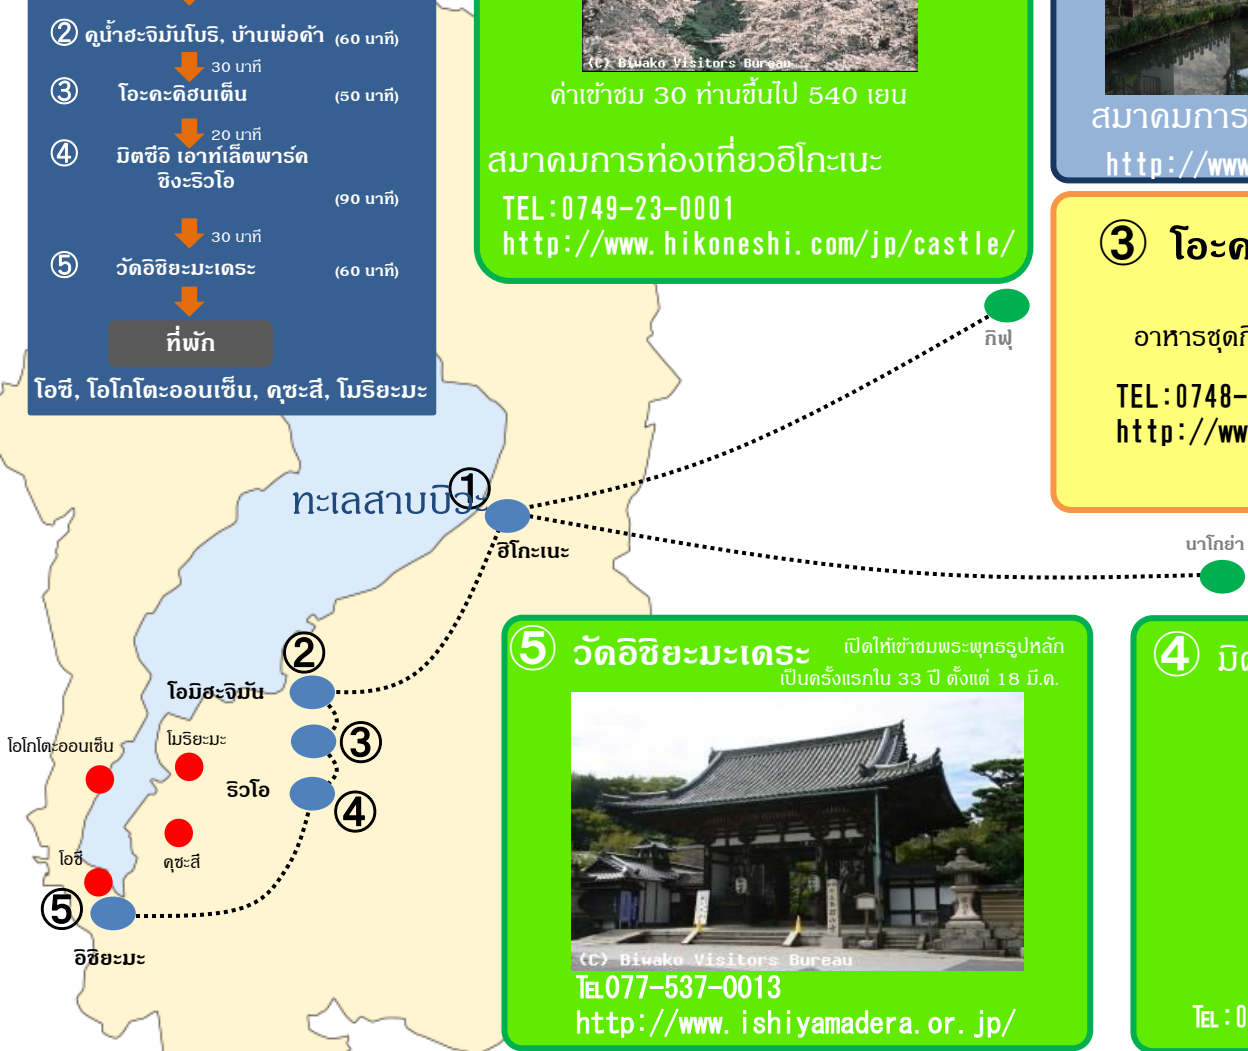 ② คูน้ำฮะจิมันโบริ, บ้านพ่อค้า (60 นาที)
30 นาที
③ โอะคะคิฮนเต็น (50 นาที)
20 นาที
④ มิตซึอิ เอาท์เล็ตพาร์ค
ชิงะริวโอ
(90 นาที)
30 นาที
⑤ วัดอิชิยะมะเดระ (60 นาที)
ที่พัก
โอซึ, โอโกโตะออนเซ็น, คุซะสึ, โมริยะมะ
(C) Biwako Visitors Bureau
ค่าเข้าชม 30 ท่านขึ้นไป 540 เยน
สมาคมการท่องเที่ยวฮิโกะเนะ
TEL:0749-23-0001
http://www.hikoneshi.com/jp/castle/
สมาคมการ
http://www
③ โอะค
อาหารชุด
TEL:0748-
http://ww
กิฟุ
ทะเลสาบบิวะ
①
ฮิโกะเนะ
นาโกย่า
②
โอมิฮะจิมัน
โอโกโตะออนเซ็น
โมริยะมะ
③
ริวโอ
④
โอซึ
คุซะสึ
⑤
อิชิยะมะ
⑤ วัดอิชิยะมะเดระ เปิดให้เข้าชมพระพุทธรูปหลัก
เป็นครั้งแรกใน 33 ปี ตั้งแต่ 18 มี.ค.
(C) Biwako Visitors Bureau
TEL077-537-0013
http://www.ishiyamadera.or.jp/
④ มิต
TEL:0